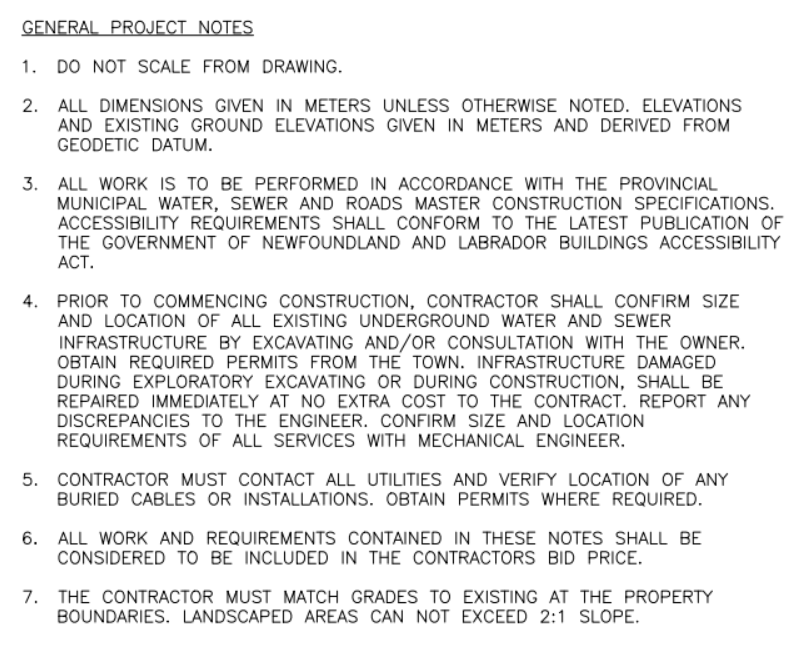 GENERAL PROJECT NOTES
1. DO NOT SCALE FROM DRAWING.
2. ALL DIMENSIONS GIVEN IN METERS UNLESS OTHERWISE NOTED. ELEVATIONS
AND EXISTING GROUND ELEVATIONS GIVEN IN METERS AND DERIVED FROM
GEODETIC DATUM.
3. ALL WORK IS TO BE PERFORMED IN ACCORDANCE WITH THE PROVINCIAL
MUNICIPAL WATER, SEWER AND ROADS MASTER CONSTRUCTION SPECIFICATIONS.
ACCESSIBILITY REQUIREMENTS SHALL CONFORM TO THE LATEST PUBLICATION OF
THE GOVERNMENT OF NEWFOUNDLAND AND LABRADOR BUILDINGS ACCESSIBILITY
ACT.
4. PRIOR TO COMMENCING CONSTRUCTION, CONTRACTOR SHALL CONFIRM SIZE
AND LOCATION OF ALL EXISTING UNDERGROUND WATER AND SEWER
INFRASTRUCTURE BY EXCAVATING AND/OR CONSULTATION WITH THE OWNER.
OBTAIN REQUIRED PERMITS FROM THE TOWN. INFRASTRUCTURE DAMAGED
DURING EXPLORATORY EXCAVATING OR DURING CONSTRUCTION, SHALL BE
REPAIRED IMMEDIATELY AT NO EXTRA COST TO THE CONTRACT. REPORT ANY
DISCREPANCIES TO THE ENGINEER. CONFIRM SIZE AND LOCATION
REQUIREMENTS OF ALL SERVICES WITH MECHANICAL ENGINEER.
5. CONTRACTOR MUST CONTACT ALL UTILITIES AND VERIFY LOCATION OF ANY
BURIED CABLES OR INSTALLATIONS. OBTAIN PERMITS WHERE REQUIRED.
6. ALL WORK AND REQUIREMENTS CONTAINED IN THESE NOTES SHALL BE
CONSIDERED TO BE INCLUDED IN THE CONTRACTORS BID PRICE.
7. THE CONTRACTOR MUST MATCH GRADES TO EXISTING AT THE PROPERTY
BOUNDARIES. LANDSCAPED AREAS CAN NOT EXCEED 2:1 SLOPE.